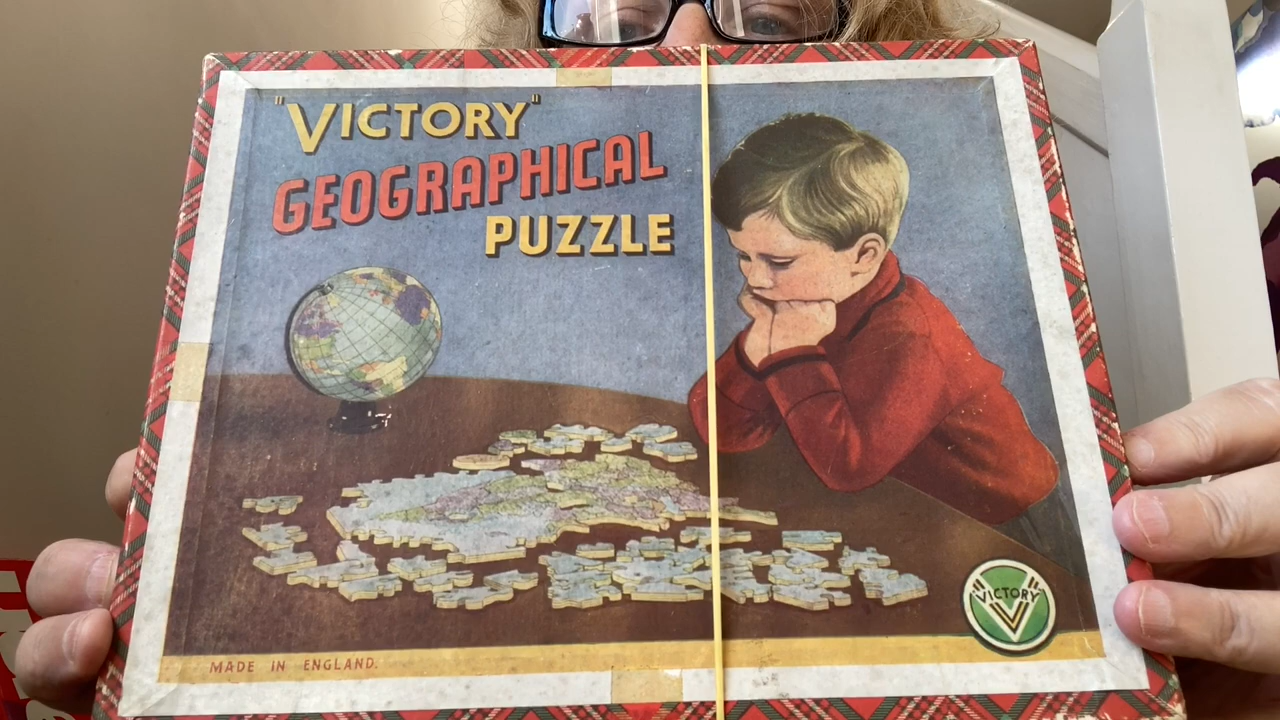 "VICTORY"
GEOGRAPHICAL
PUZZLE
"VICTORY"
V
MADE IN ENGLAND.